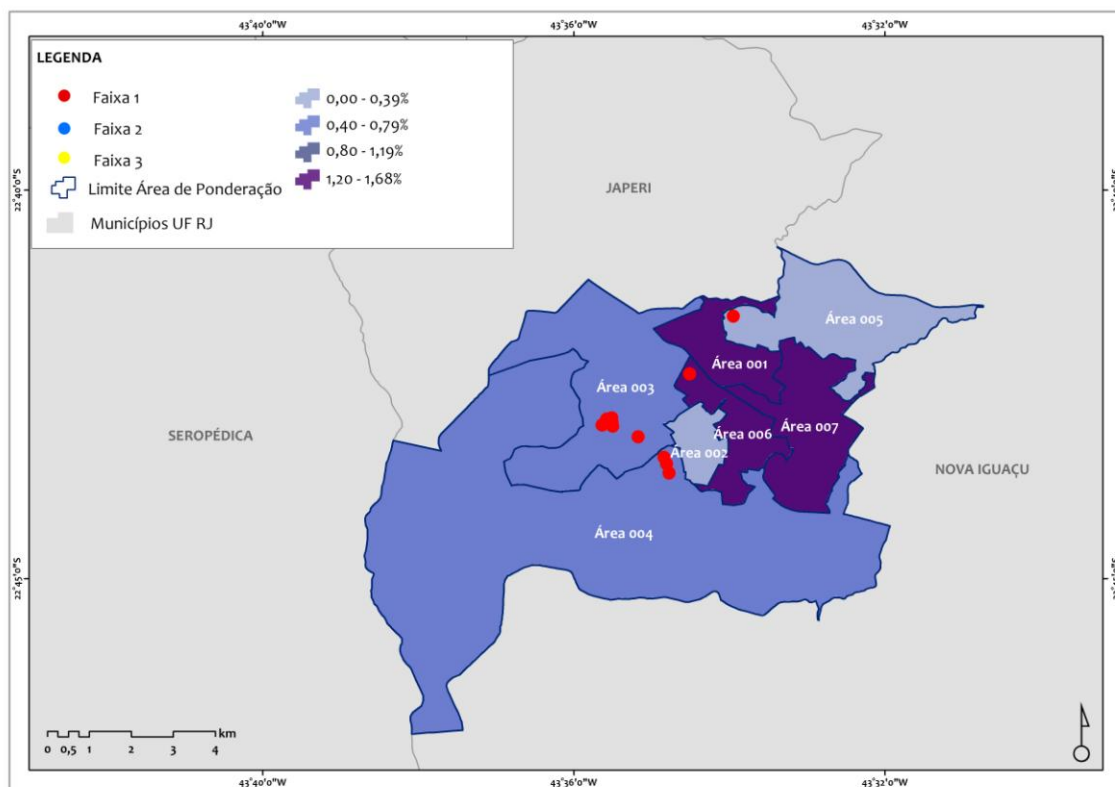 43°40'0"W 43°36'0"W 43°32'0"W
LEGENDA
Faixa 1
Faixa 2
Faixa 3
Limite Área de Ponderação
Municípios UF RJ
0,00 - 0,39%
0,40 - 0,79%
0,80 - 1,19%
1,20 - 1,68%
22°40'0"S
JAPERI
Área 005
Área 001
Área 003
SEROPÉDICA
Área 006
Área 007
Área 002
NOVA IGUAÇU
Área 004
22°45'0"S
km
0 0,5 1 2 3 4
43°40'0"W 43°36'0"W 43°32'0"W